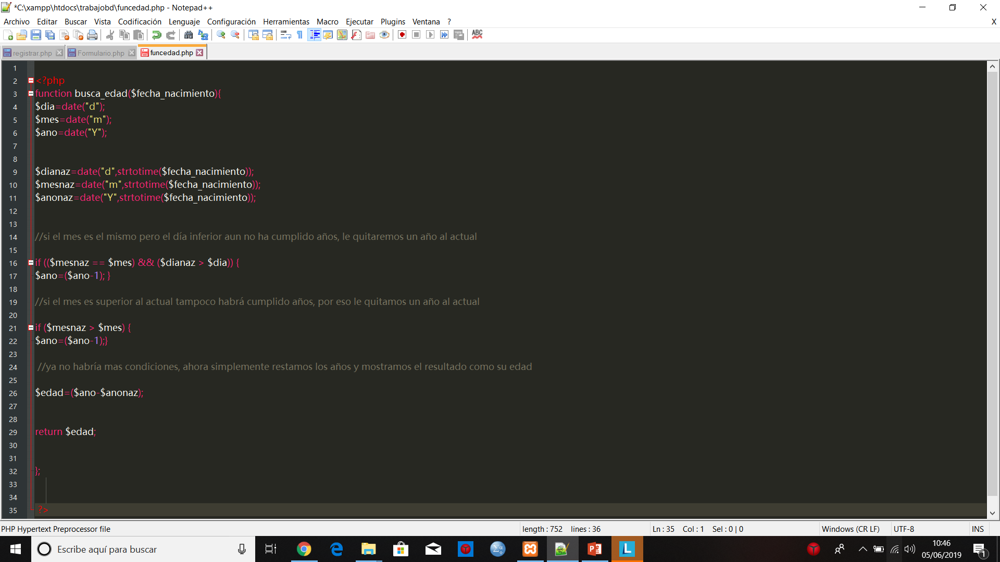 *C:\xampp\htdocs\trabajobd\funcedad.php - Notepad++
Archivo Editar Buscar Vista Codificación Lenguaje Configuración Herramientas Macro Ejecutar Plugins Ventana ? X
ABC
registrar.php Formulario.php funcedad.php
1
2 <?php
3 function busca_edad($fecha_nacimiento){
4 $dia=date("d");
5 $mes=date("m");
6 $ano=date("Y");
7
8
9 $dianaz=date("d",strtotime($fecha_nacimiento));
10 $mesnaz=date("m",strtotime($fecha_nacimiento));
11 $anonaz=date("Y",strtotime($fecha_nacimiento));
12
13
14 //si el mes es el mismo pero el día inferior aun no ha cumplido años, le quitaremos un año al actual
15
16 if (($mesnaz == $mes) && ($dianaz > $dia)) {
17 $ano=($ano-1); }
18
19 //si el mes es superior al actual tampoco habrá cumplido años, por eso le quitamos un año al actual
20
21 if ($mesnaz > $mes) {
22 $ano=($ano-1);}
23
24 //ya no habría mas condiciones, ahora simplemente restamos los años y mostramos el resultado como su edad
25
26 $edad=($ano-$anonaz);
27
28
29 return $edad;
30
31
32 };
33
34
35 ?>
PHP Hypertext Preprocessor file length : 752 lines : 36 Ln : 35 Col : 1 Sel : 0 | 0 Windows (CR LF) UTF-8 INS
Escribe aquí para buscar
10:46
05/06/2019
1